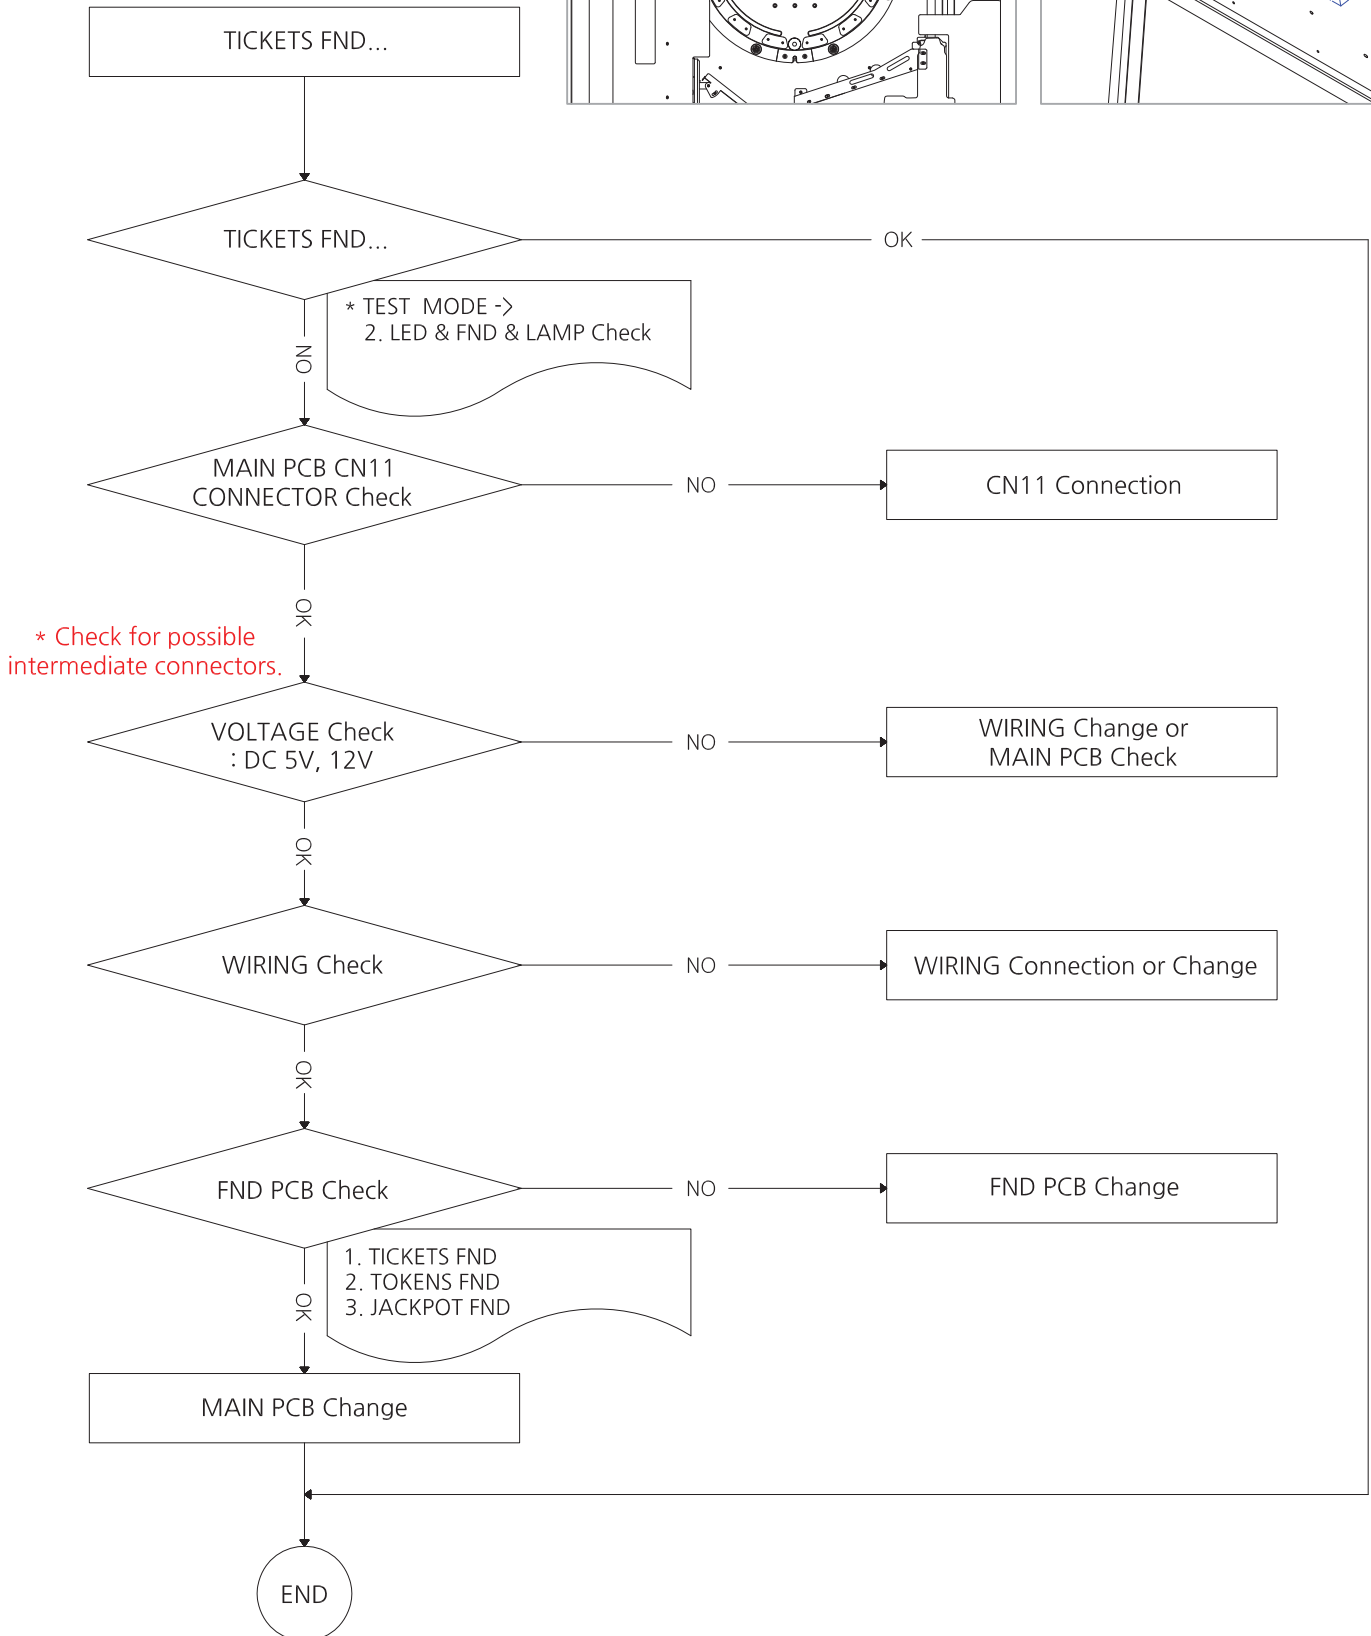 TICKETS FND...
TICKETS FND...
OK
* TEST MODE ->
2. LED & FND & LAMP Check
NO
MAIN PCB CN11
CONNECTOR Check
NO
CN11 Connection
OK
* Check for possible
intermediate connectors.
VOLTAGE Check
: DC 5V, 12V
NO
WIRING Change or
MAIN PCB Check
OK
WIRING Check
NO
WIRING Connection or Change
OK
FND PCB Check
NO
FND PCB Change
1. TICKETS FND
2. TOKENS FND
3. JACKPOT FND
OK
MAIN PCB Change
END